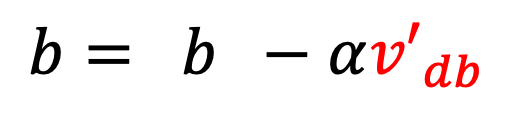 b = b − αv′db